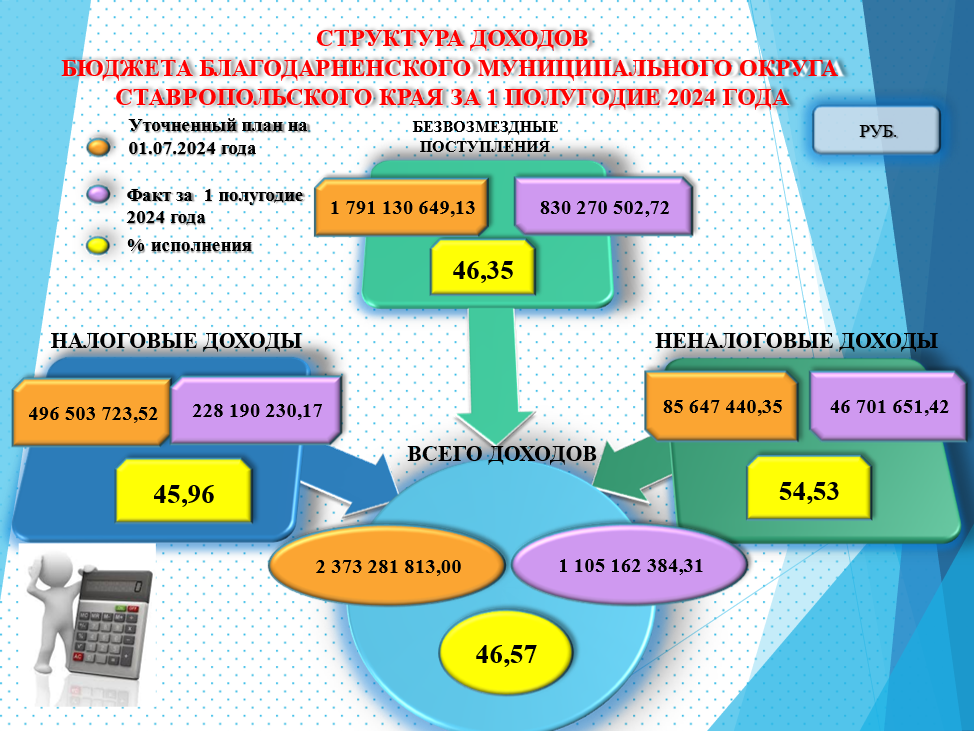 СТРУКТУРА ДОХОДОВ
БЮДЖЕТА БЛАГОДАРНЕНСКОГО МУНИЦИПАЛЬНОГО ОКРУГА
СТАВРОПОЛЬСКОГО КРАЯ ЗА 1 ПОЛУГОДИЕ 2024 ГОДА
РУБ.
Уточненный план на
01.07.2024 года
Факт за 1 полугодие
2024 года
% исполнения
БЕЗВОЗМЕЗДНЫЕ
ПОСТУПЛЕНИЯ
1 791 130 649,13
830 270 502,72
46,35
НАЛОГОВЫЕ ДОХОДЫ
496 503 723,52
228 190 230,17
45,96
НЕНАЛОГОВЫЕ ДОХОДЫ
85 647 440,35
46 701 651,42
54,53
ВСЕГО ДОХОДОВ
2 373 281 813,00
1 105 162 384,31
46,57